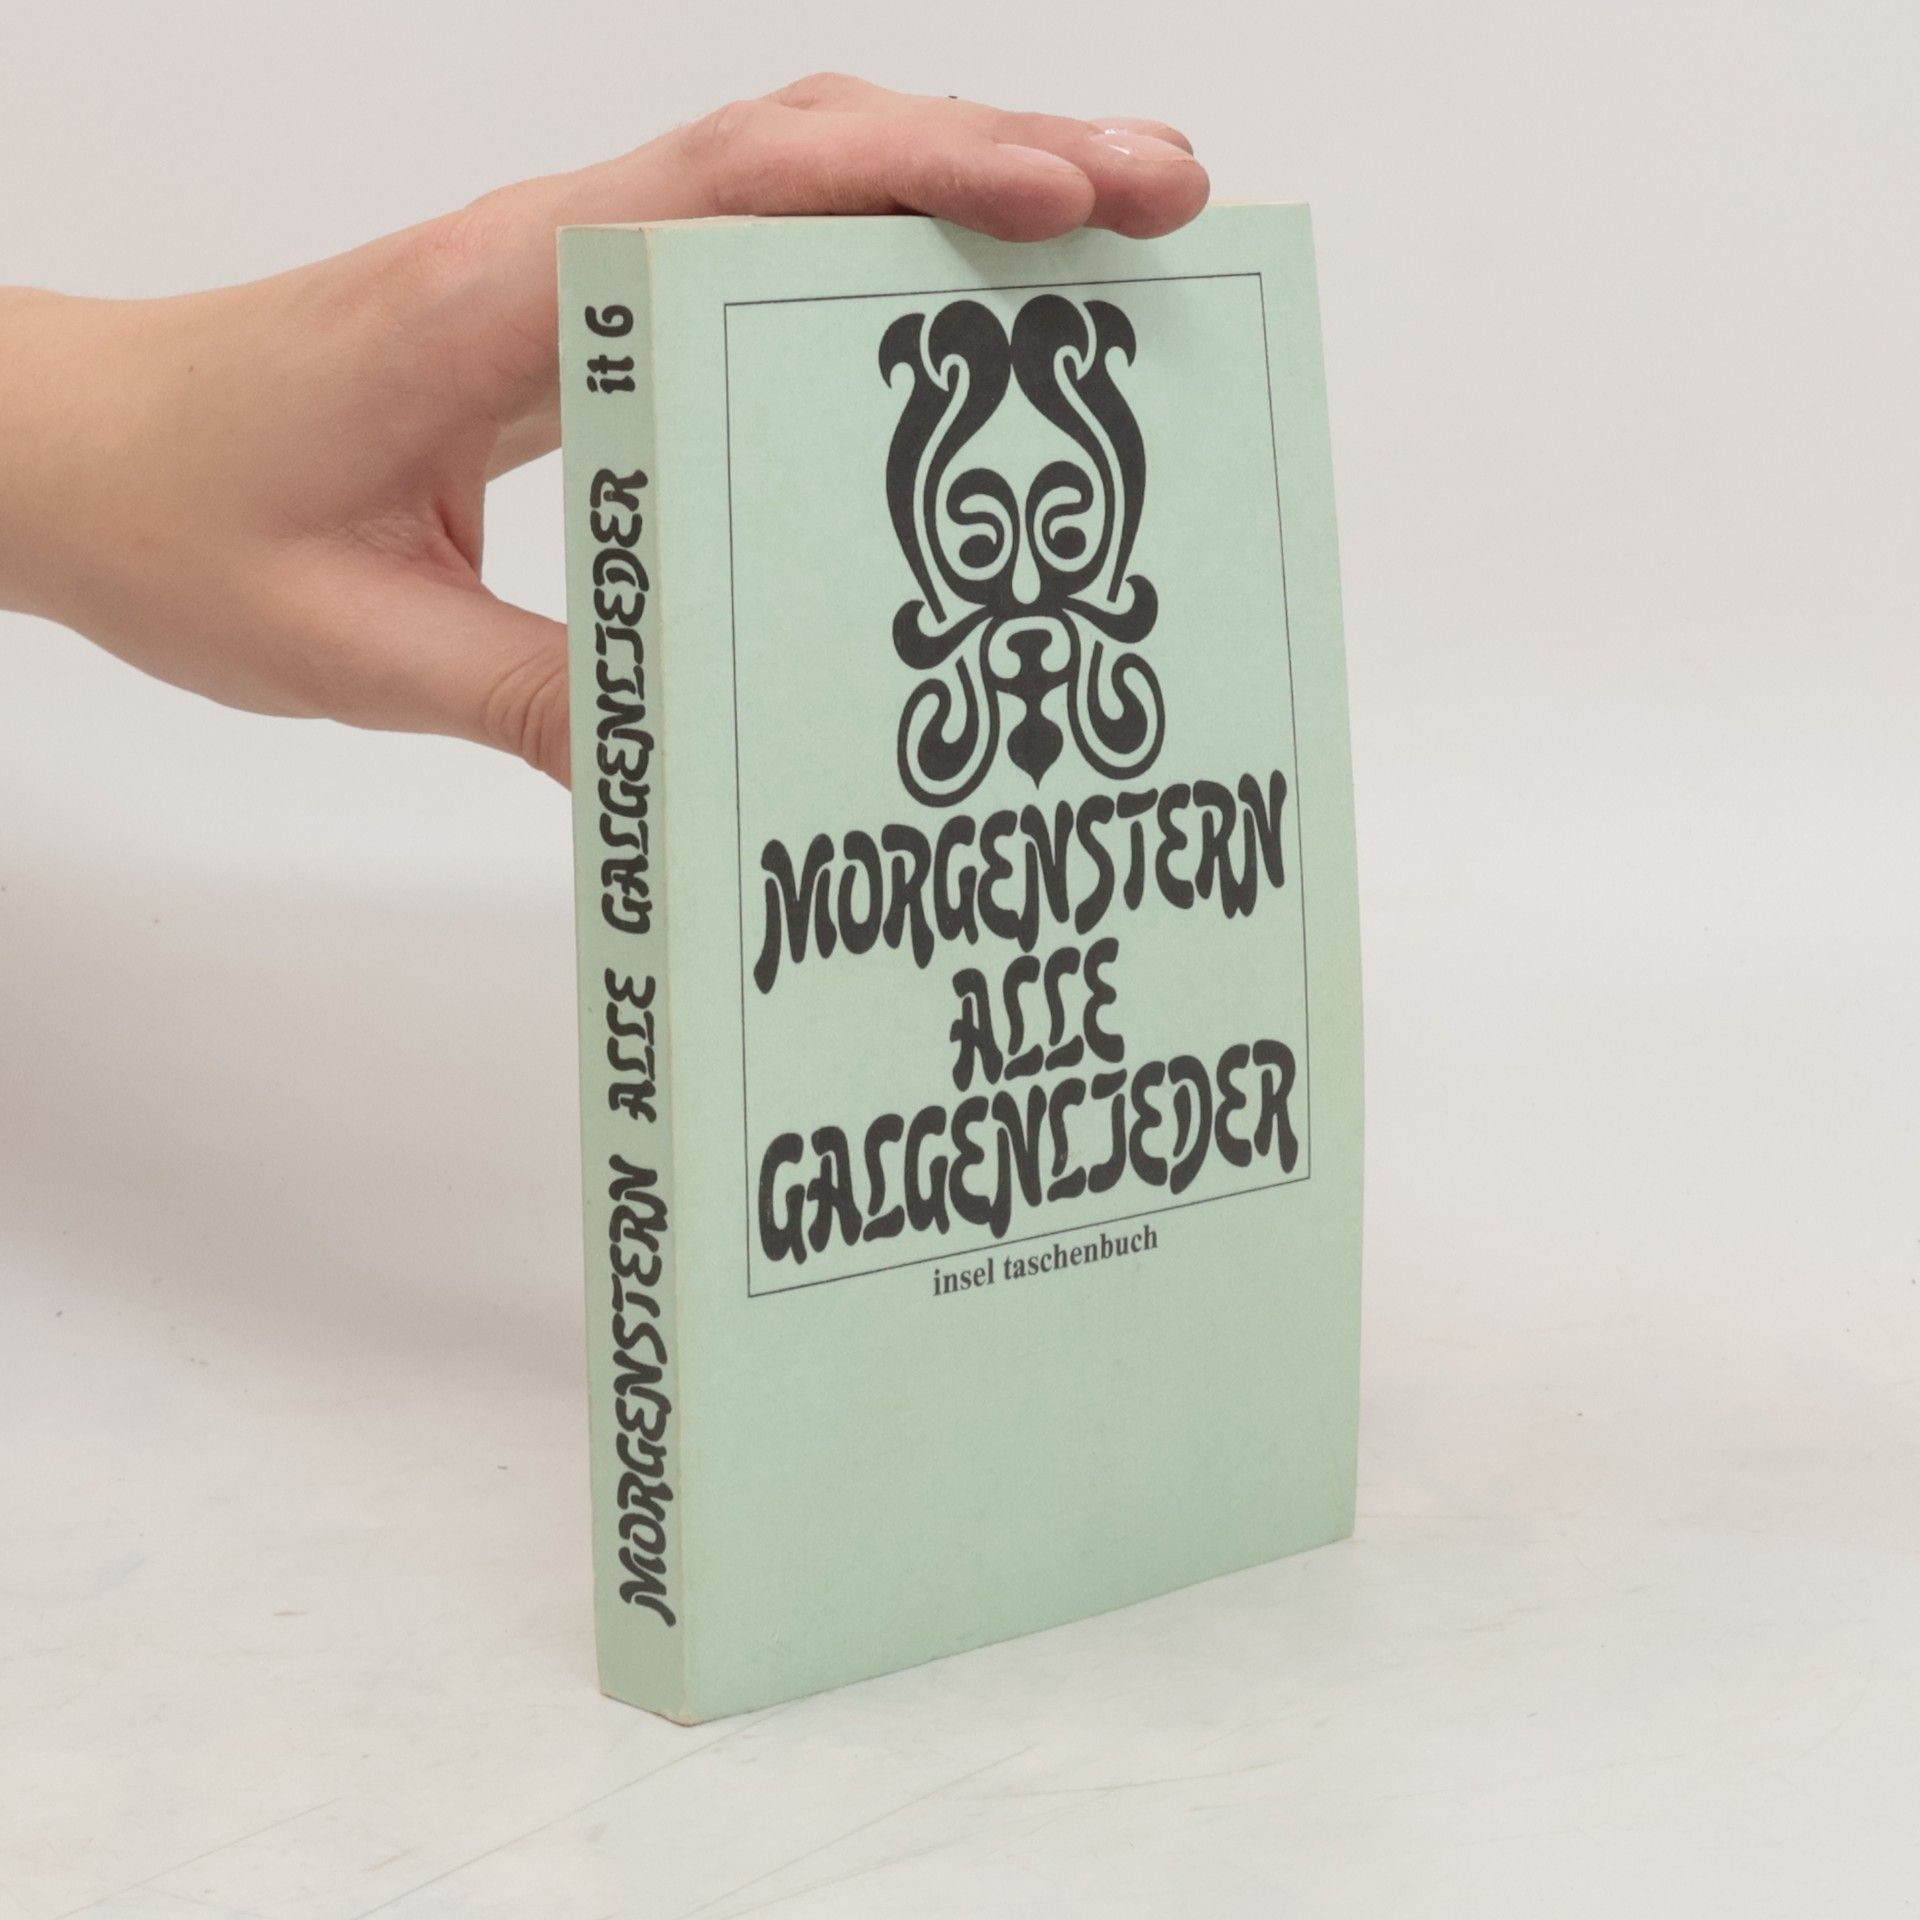 MORGENSTERN ALLE GALGENLIEDER it 6
MORGENSTERN
ALLE
GALGENLIEDER
insel taschenbuch